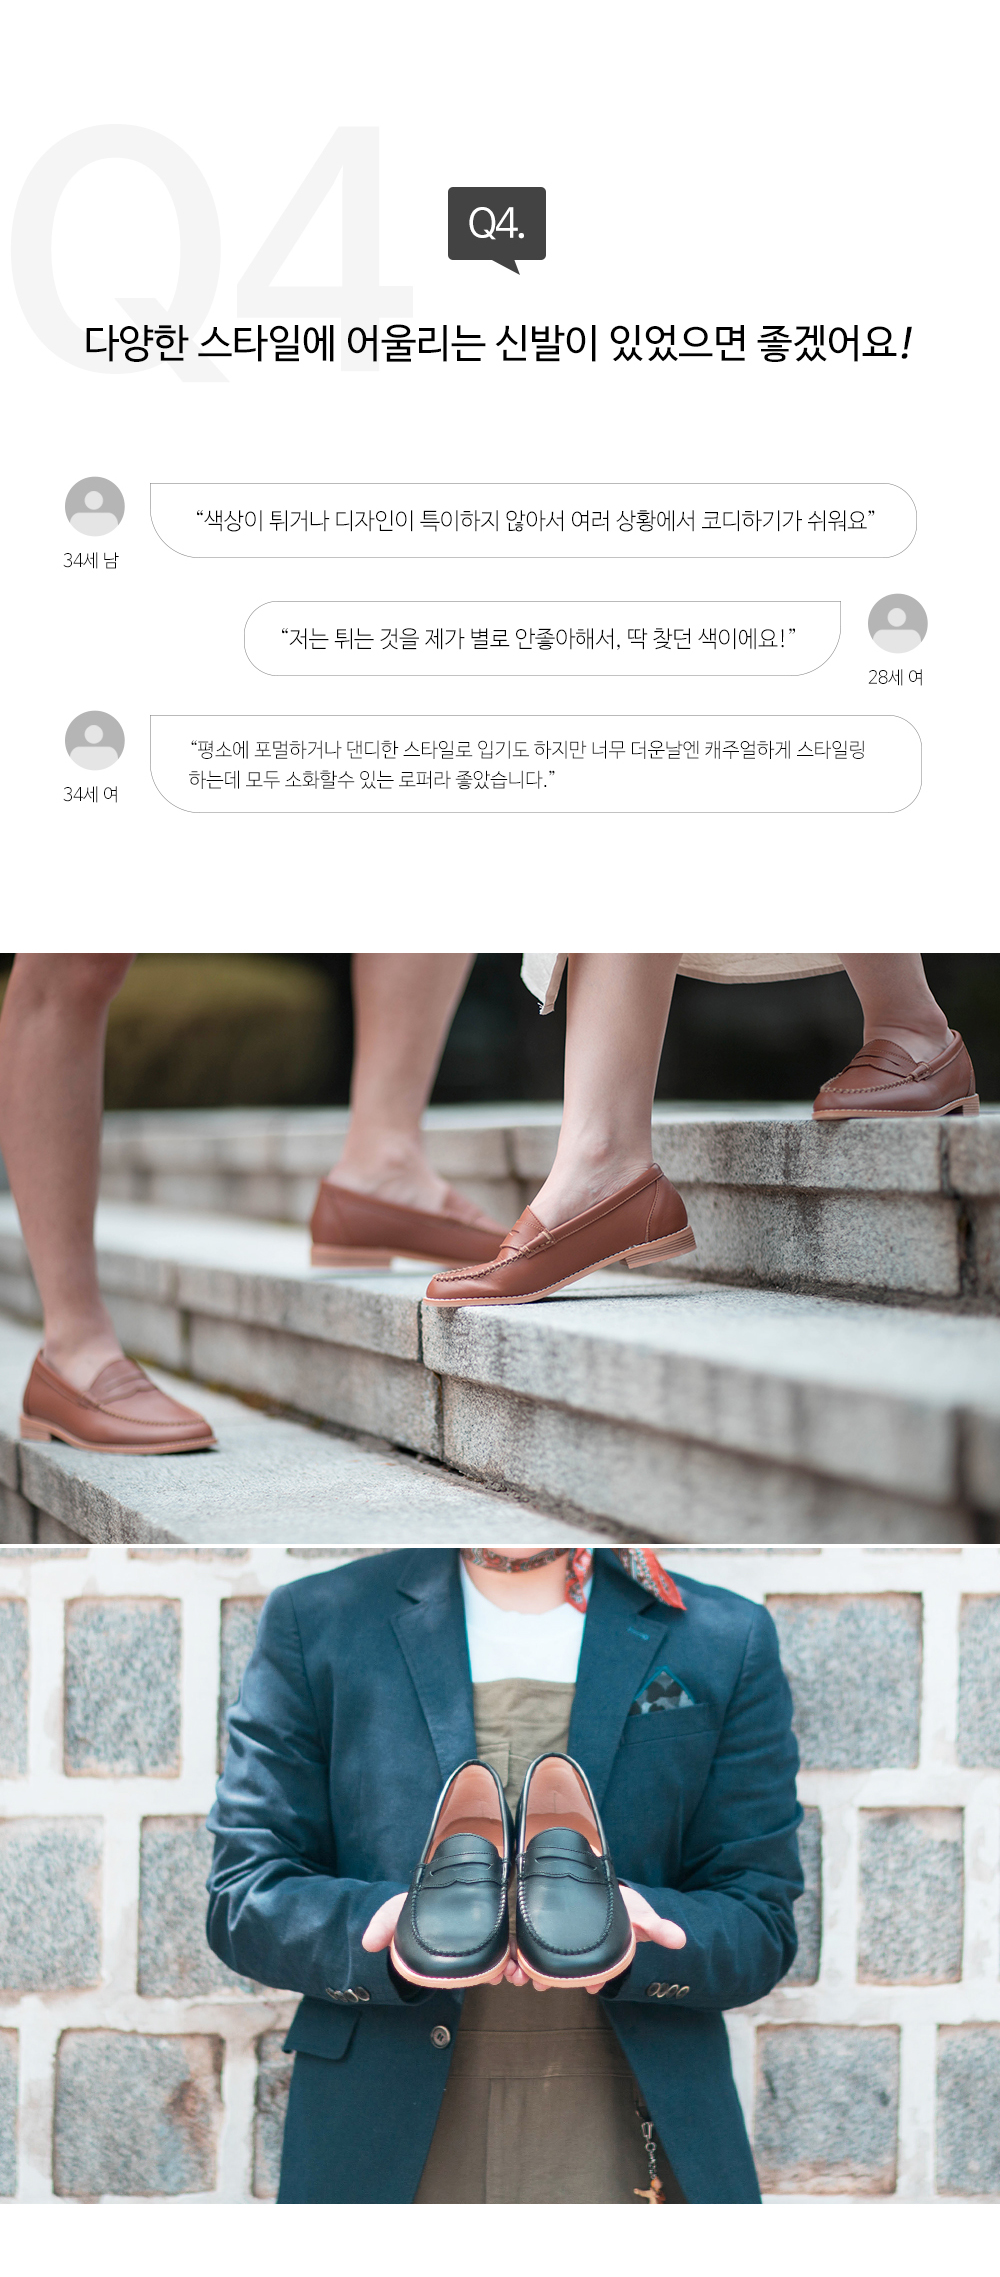 Q4
Q4.
다양한 스타일에 어울리는 신발이 있었으면 좋겠어요!
“색상이 튀거나 디자인이 특이하지 않아서 여러 상황에서 코디하기가 쉬워요”
34세 남
“저는 튀는 것을 제가 별로 안좋아해서, 딱 찾던 색이에요!”
28세 여
“평소에 포멀하거나 댄디한 스타일로 입기도 하지만 너무 더운날엔 캐주얼하게 스타일링
하는데 모두 소화할수 있는 로퍼라 좋았습니다.”
34세 여